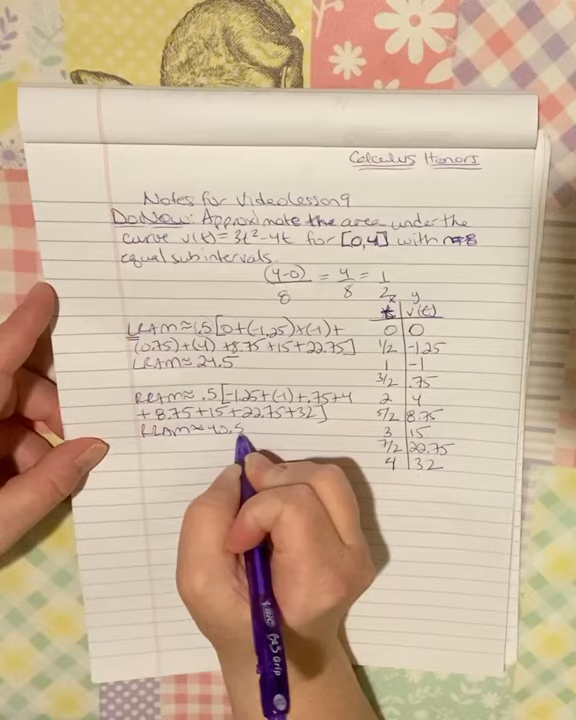 Calculus Honors
Notes for Video lesson 9
Do Now: Approximate the area under the
curve v(t) = 3t²-4t for [0,4] with n=8
equal subintervals.
(4-0)/8 = 4/8 = 1/2
x y
t v(t)
0 0
1/2 -1.25
1 -1
3/2 .75
2 4
5/2 8.75
3 15
7/2 22.75
4 32
LRAM ≈ .5[0+(-1.25)+(-1)+
(0.75)+(4)+8.75+15+22.75]
LRAM ≈ 24.5
RRAM ≈ .5[-1.25+(-1)+.75+4
+8.75+15+22.75+32]
RRAM ≈ 40.5
BIC BU3 Grip